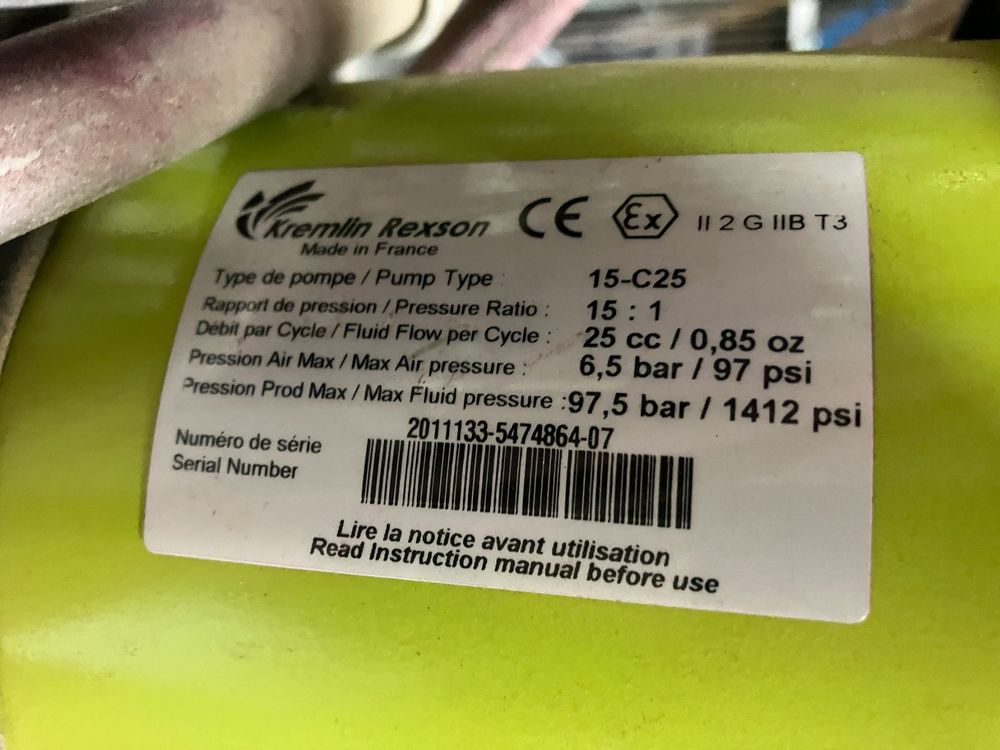 Kremlin Rexson CE Ex II 2 G IIB T3
Made in France
Type de pompe / Pump Type : 15-C25
Rapport de pression / Pressure Ratio : 15 : 1
Débit par Cycle / Fluid Flow per Cycle : 25 cc / 0,85 oz
Pression Air Max / Max Air pressure : 6,5 bar / 97 psi
Pression Prod Max / Max Fluid pressure : 97,5 bar / 1412 psi
2011133-5474864-07
Numéro de série
Serial Number
Lire la notice avant utilisation
Read Instruction manual before use